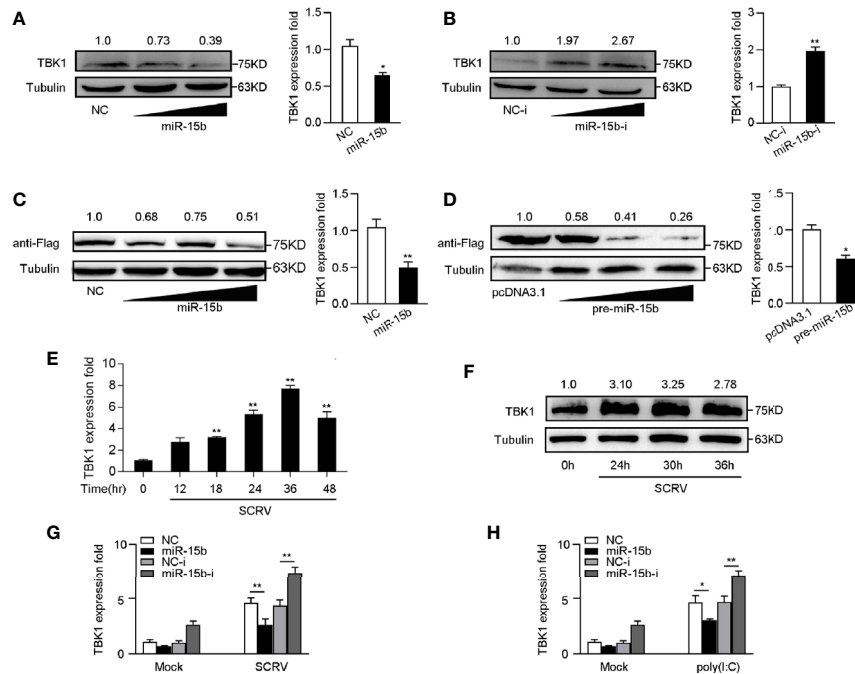 A
1.0 0.73 0.39
TBK1
75KD
Tubulin
63KD
NC
miR-15b
TBK1 expression fold
1.5
1.0
0.5
0.0
*
NC
miR-15b
B
1.0 1.97 2.67
TBK1
75KD
Tubulin
63KD
NC-i
miR-15b-i
TBK1 expression fold
3
2
1
0
**
NC-i
miR-15b-i
C
1.0 0.68 0.75 0.51
anti-Flag
75KD
Tubulin
63KD
NC
miR-15b
TBK1 expression fold
1.5
1.0
0.5
0.0
**
NC
miR-15b
D
1.0 0.58 0.41 0.26
anti-Flag
75KD
Tubulin
63KD
pcDNA3.1
pre-miR-15b
TBK1 expression fold
1.5
1.0
0.5
0.0
*
pcDNA3.1
pre-miR-15b
E
TBK1 expression fold
10
8
6
4
2
0
** ** ** **
Time(hr) 0 12 18 24 36 48
SCRV
F
1.0 3.10 3.25 2.78
TBK1
75KD
Tubulin
63KD
0h 24h 30h 36h
SCRV
G
TBK1 expression fold
10
5
0
NC
miR-15b
NC-i
miR-15b-i
** **
Mock SCRV
H
TBK1 expression fold
10
5
0
NC
miR-15b
NC-i
miR-15b-i
* **
Mock poly(I:C)